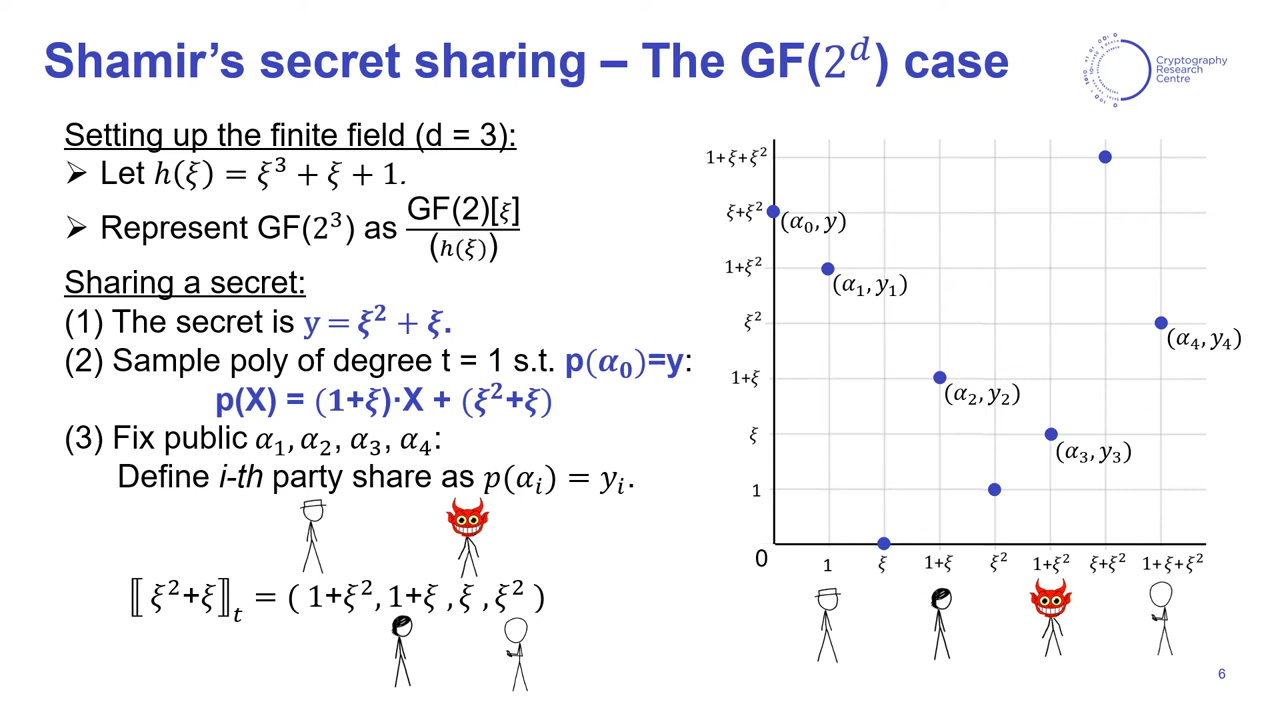 Shamir's secret sharing – The GF(2^d) case
Cryptography
Research
Centre
Setting up the finite field (d = 3):
➢ Let h(ξ) = ξ³ + ξ + 1.
➢ Represent GF(2³) as GF(2)[ξ] / (h(ξ))
Sharing a secret:
(1) The secret is y = ξ² + ξ.
(2) Sample poly of degree t = 1 s.t. p(α₀)=y:
p(X) = (1+ξ)·X + (ξ²+ξ)
(3) Fix public α₁, α₂, α₃, α₄:
Define i-th party share as p(αᵢ) = yᵢ.
⟦ ξ²+ξ ⟧ₜ = ( 1+ξ², 1+ξ , ξ , ξ² )
1+ξ+ξ²
ξ+ξ²
(α₀, y)
1+ξ²
(α₁, y₁)
ξ²
(α₄, y₄)
1+ξ
(α₂, y₂)
ξ
(α₃, y₃)
1
0
1 ξ 1+ξ ξ² 1+ξ² ξ+ξ² 1+ξ+ξ²
6